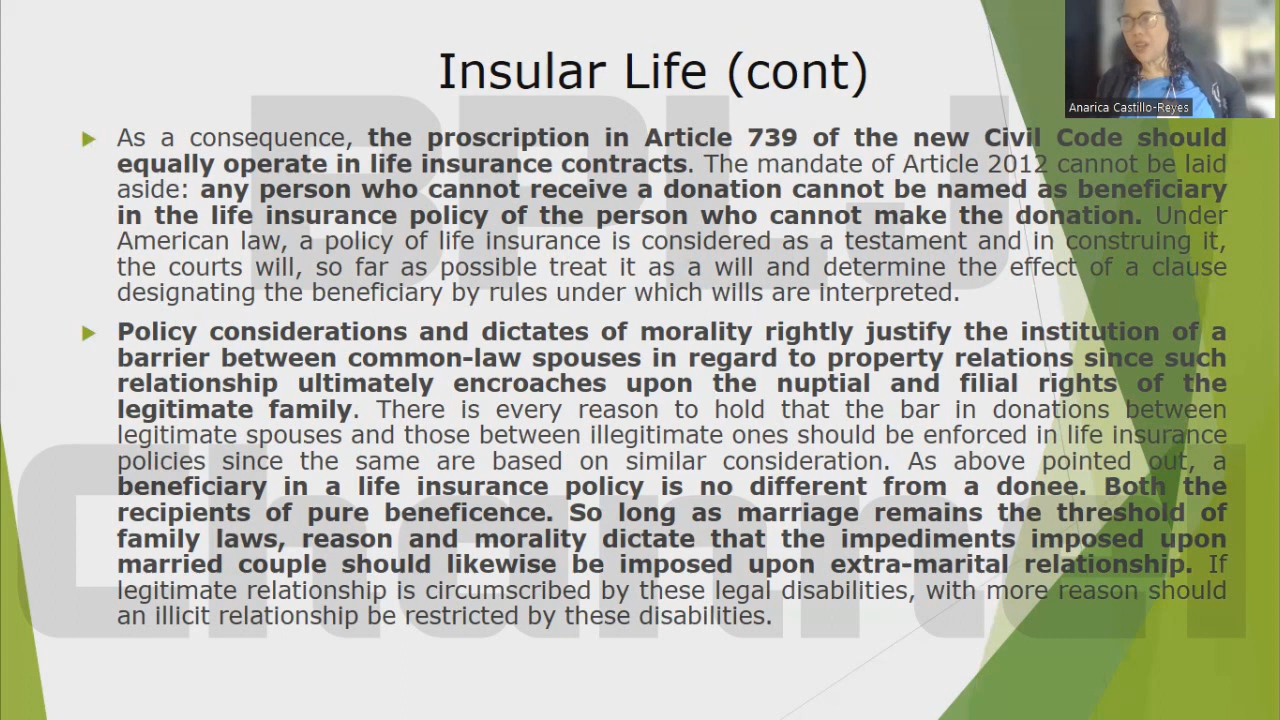 Insular Life (cont)
Anarica Castillo-Reyes
As a consequence, the proscription in Article 739 of the new Civil Code should
equally operate in life insurance contracts. The mandate of Article 2012 cannot be laid
aside: any person who cannot receive a donation cannot be named as beneficiary
in the life insurance policy of the person who cannot make the donation. Under
American law, a policy of life insurance is considered as a testament and in construing it,
the courts will, so far as possible treat it as a will and determine the effect of a clause
designating the beneficiary by rules under which wills are interpreted.
Policy considerations and dictates of morality rightly justify the institution of a
barrier between common-law spouses in regard to property relations since such
relationship ultimately encroaches upon the nuptial and filial rights of the
legitimate family. There is every reason to hold that the bar in donations between
legitimate spouses and those between illegitimate ones should be enforced in life insurance
policies since the same are based on similar consideration. As above pointed out, a
beneficiary in a life insurance policy is no different from a donee. Both the
recipients of pure beneficence. So long as marriage remains the threshold of
family laws, reason and morality dictate that the impediments imposed upon
married couple should likewise be imposed upon extra-marital relationship. If
legitimate relationship is circumscribed by these legal disabilities, with more reason should
an illicit relationship be restricted by these disabilities.
BPLJ
Channel